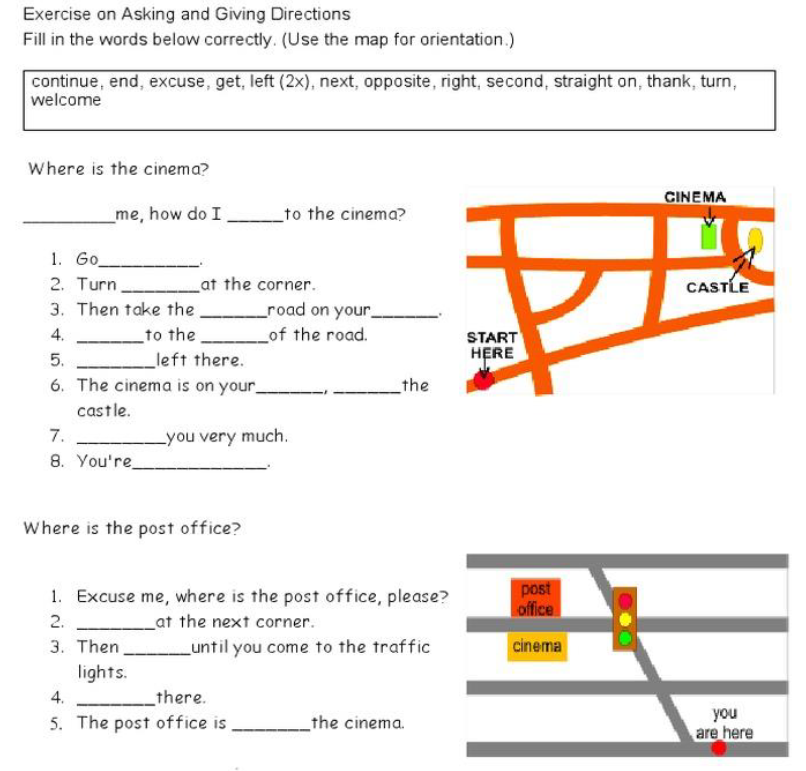 Exercise on Asking and Giving Directions
Fill in the words below correctly. (Use the map for orientation.)
continue, end, excuse, get, left (2x), next, opposite, right, second, straight on, thank, turn,
welcome
Where is the cinema?
_________me, how do I _____to the cinema?
1. Go__________.
2. Turn ________at the corner.
3. Then take the _______road on your_______.
4. _______to the _______of the road.
5. ________left there.
6. The cinema is on your_______, _______the
castle.
7. _________you very much.
8. You're_____________.
CINEMA
CASTLE
START
HERE
Where is the post office?
1. Excuse me, where is the post office, please?
2. ________at the next corner.
3. Then _______until you come to the traffic
lights.
4. ________there.
5. The post office is ________the cinema.
post
office
cinema
you
are here